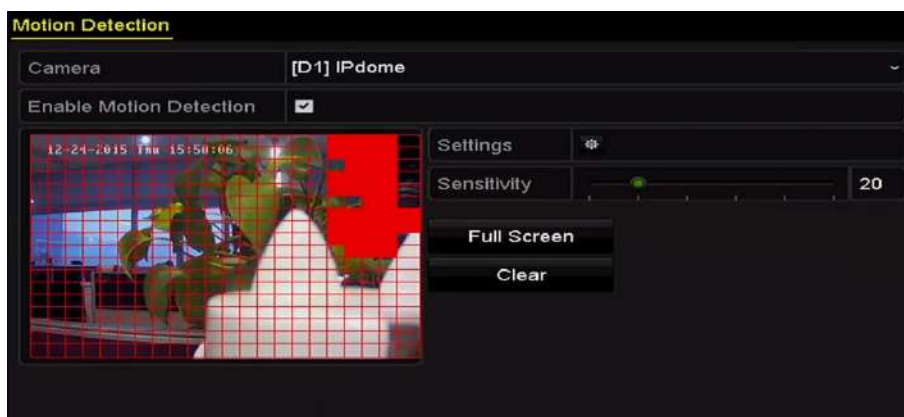 Motion Detection
Camera [D1] IPdome
Enable Motion Detection
12-24-2015 Thu 15:50:06
Settings
Sensitivity 20
Full Screen
Clear